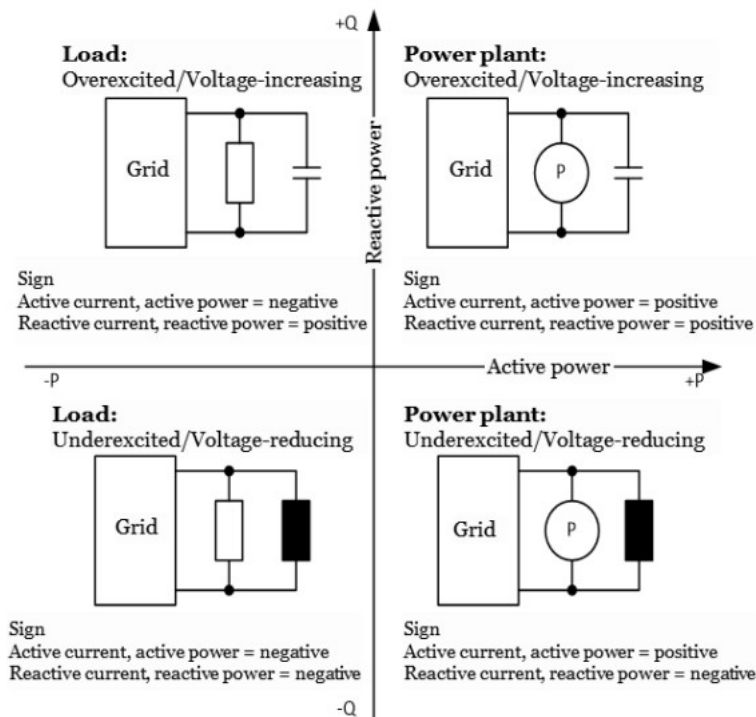 +Q
Load:
Overexcited/Voltage-increasing
Grid
Sign
Active current, active power = negative
Reactive current, reactive power = positive
Reactive power
Power plant:
Overexcited/Voltage-increasing
Grid
P
Sign
Active current, active power = positive
Reactive current, reactive power = positive
-P
Active power
+P
Load:
Underexcited/Voltage-reducing
Grid
Sign
Active current, active power = negative
Reactive current, reactive power = negative
Power plant:
Underexcited/Voltage-reducing
Grid
P
Sign
Active current, active power = positive
Reactive current, reactive power = negative
-Q